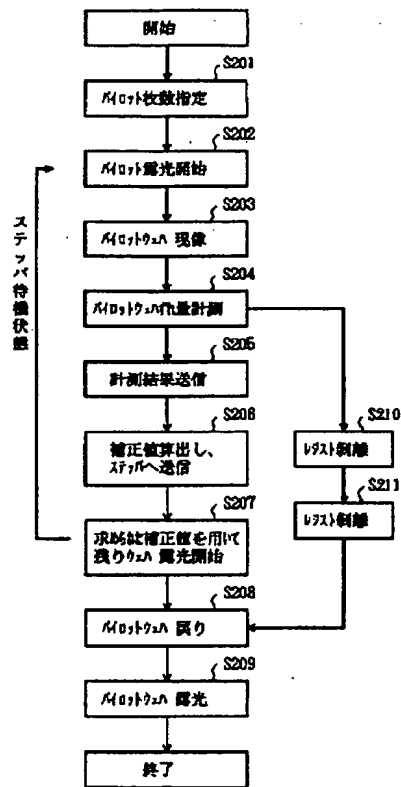 開始
S201
パイロット枚数指定
S202
パイロット露光開始
S203
パイロットウェハ 現像
S204
パイロットウェハ 量計測
S205
計測結果送信
S206
補正値算出し、
ステッパへ送信
S207
補正値を用いて
残りウェハ 露光開始
S208
パイロットウェハ 戻り
S209
パイロットウェハ 露光
終了
S210
レジスト剥離
S211
レジスト剥離
ステッパ待機状態